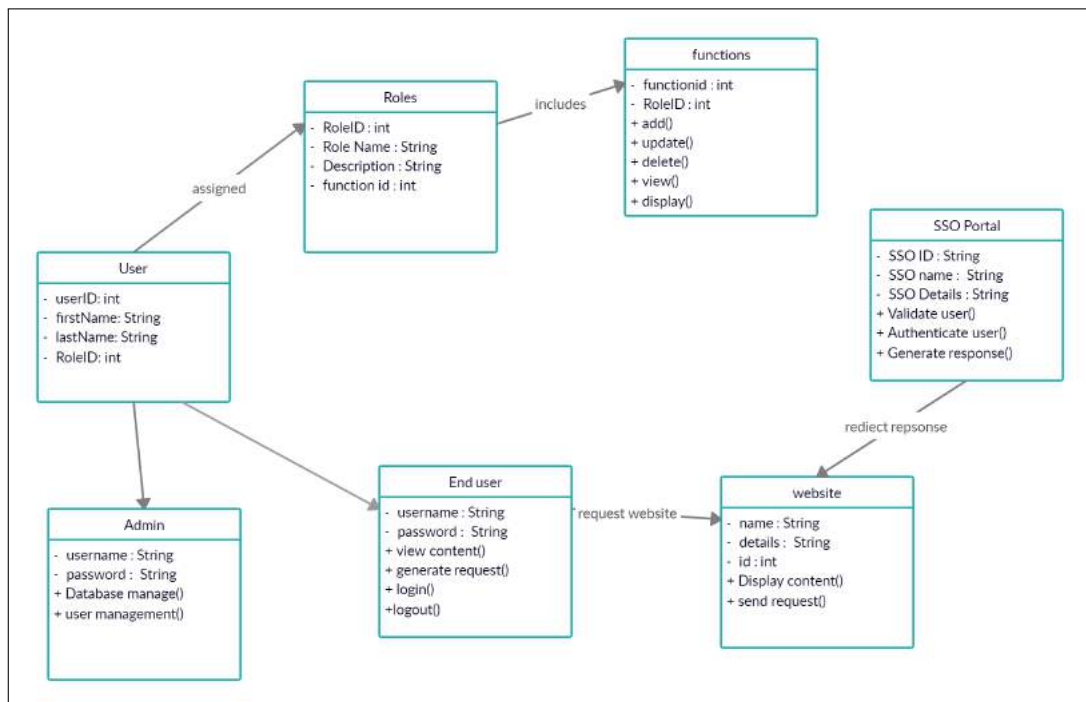 functions
- functionid : int
- RoleID : int
+ add()
+ update()
+ delete()
+ view()
+ display()
Roles
- RoleID : int
- Role Name : String
- Description : String
- function id : int
includes
assigned
SSO Portal
- SSO ID : String
- SSO name : String
- SSO Details : String
+ Validate user()
+ Authenticate user()
+ Generate response()
User
- userID: int
- firstName: String
- lastName: String
- RoleID: int
rediect repsonse
End user
- username : String
- password : String
+ view content()
+ generate request()
+ login()
+logout()
request website
website
- name : String
- details : String
- id : int
+ Display content()
+ send request()
Admin
- username : String
- password : String
+ Database manage()
+ user management()